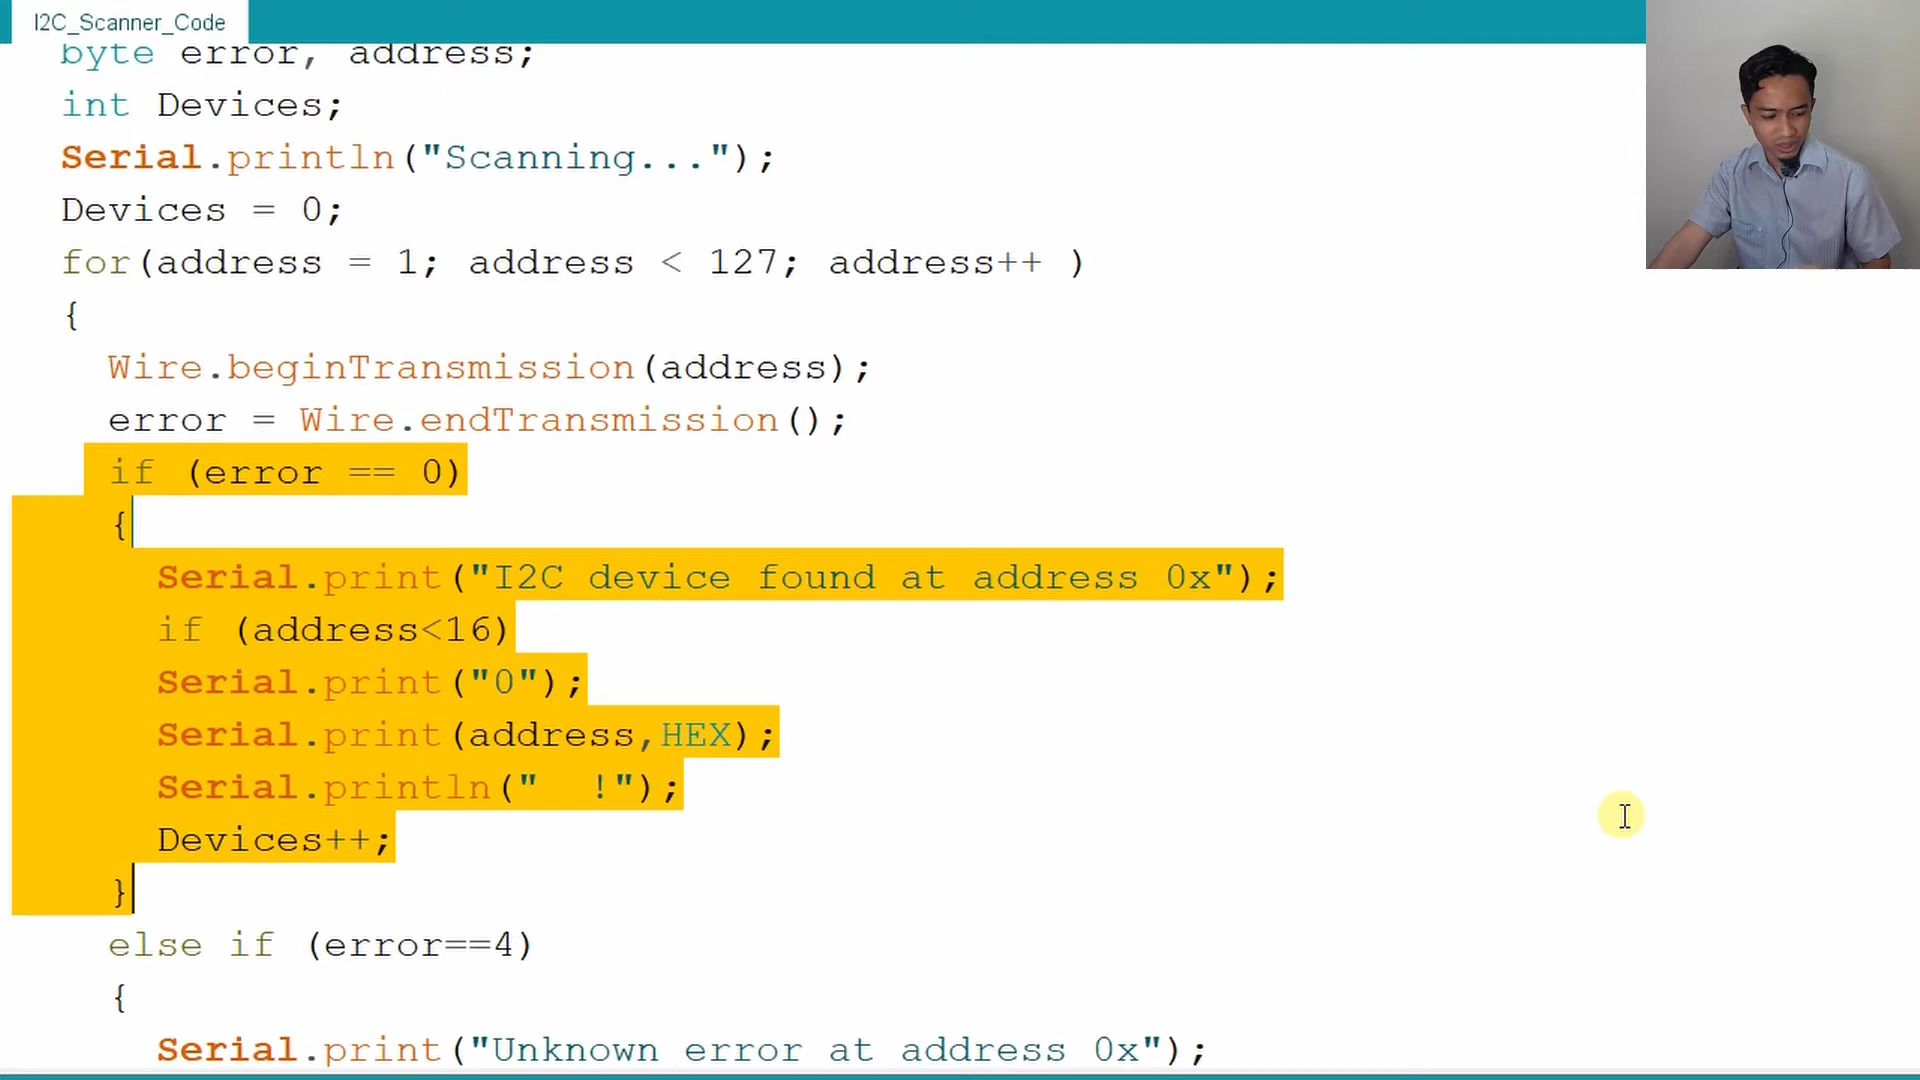 I2C_Scanner_Code
byte error, address;
int Devices;
Serial.println("Scanning...");
Devices = 0;
for(address = 1; address < 127; address++ )
{
Wire.beginTransmission(address);
error = Wire.endTransmission();
if (error == 0)
{
Serial.print("I2C device found at address 0x");
if (address<16)
Serial.print("0");
Serial.print(address,HEX);
Serial.println("  !");
Devices++;
}
else if (error==4)
{
Serial.print("Unknown error at address 0x");